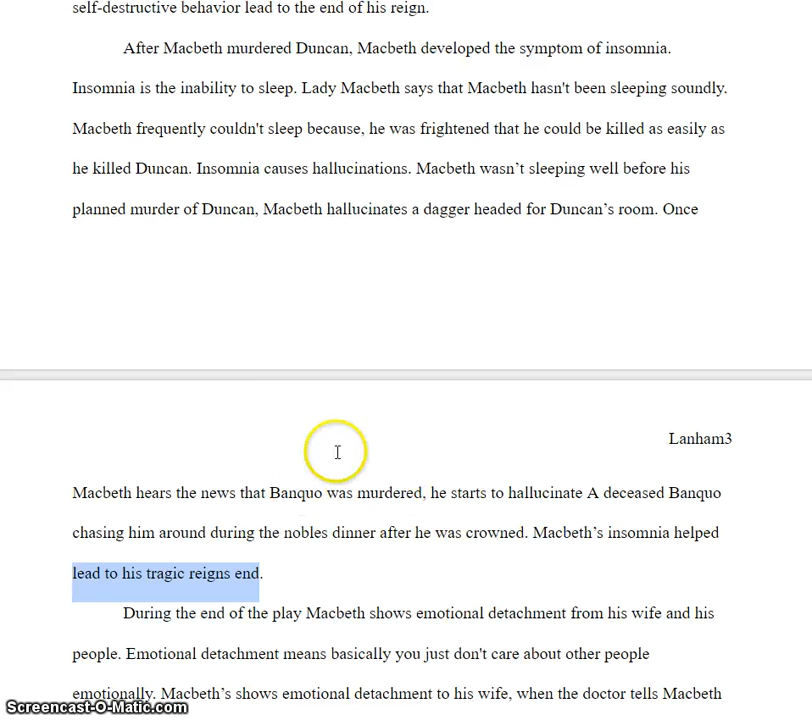 self-destructive behavior lead to the end of his reign.
After Macbeth murdered Duncan, Macbeth developed the symptom of insomnia.
Insomnia is the inability to sleep. Lady Macbeth says that Macbeth hasn't been sleeping soundly.
Macbeth frequently couldn't sleep because, he was frightened that he could be killed as easily as
he killed Duncan. Insomnia causes hallucinations. Macbeth wasn’t sleeping well before his
planned murder of Duncan, Macbeth hallucinates a dagger headed for Duncan’s room. Once
Lanham3
Macbeth hears the news that Banquo was murdered, he starts to hallucinate A deceased Banquo
chasing him around during the nobles dinner after he was crowned. Macbeth’s insomnia helped
lead to his tragic reigns end.
During the end of the play Macbeth shows emotional detachment from his wife and his
people. Emotional detachment means basically you just don't care about other people
emotionally. Macbeth’s shows emotional detachment to his wife, when the doctor tells Macbeth
Screencast-O-Matic.com